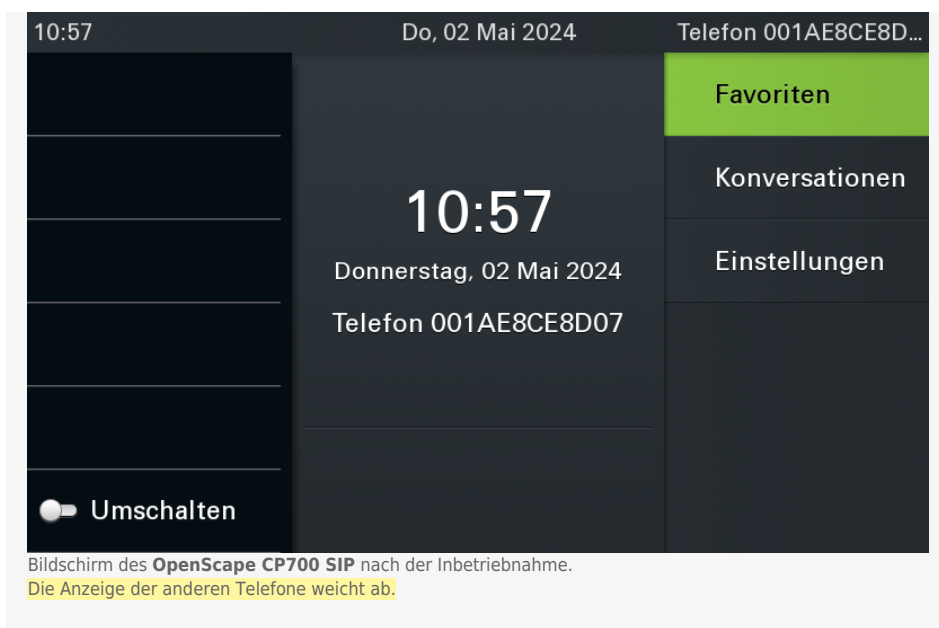 10:57 Do, 02 Mai 2024 Telefon 001AE8CE8D...
Favoriten
Konversationen
Einstellungen
10:57
Donnerstag, 02 Mai 2024
Telefon 001AE8CE8D07
Umschalten
Bildschirm des OpenScape CP700 SIP nach der Inbetriebnahme.
Die Anzeige der anderen Telefone weicht ab.